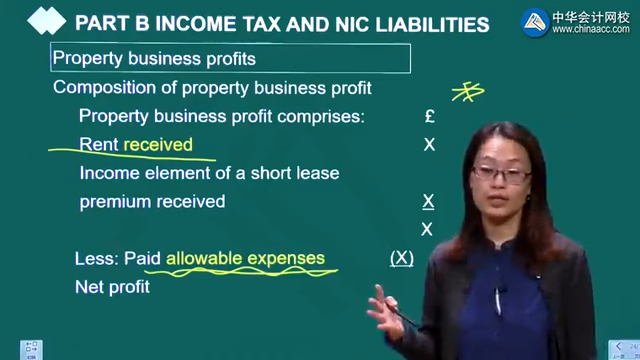 PART B INCOME TAX AND NIC LIABILITIES
中华会计网校
www.chinaacc.com
Property business profits
Composition of property business profit
Property business profit comprises: £
Rent received X
Income element of a short lease
premium received X
X
Less: Paid allowable expenses (X)
Net profit